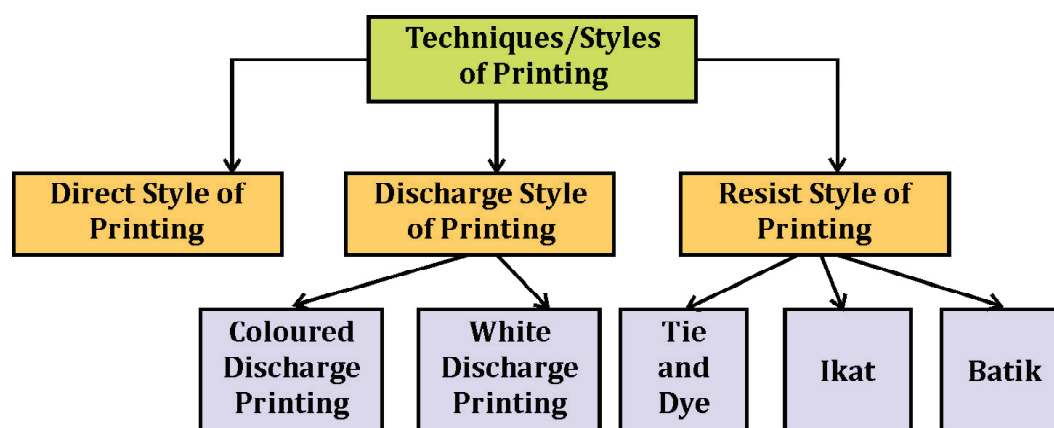 Techniques/Styles
of Printing
Direct Style of
Printing
Discharge Style
of Printing
Resist Style of
Printing
Coloured
Discharge
Printing
White
Discharge
Printing
Tie
and
Dye
Ikat
Batik